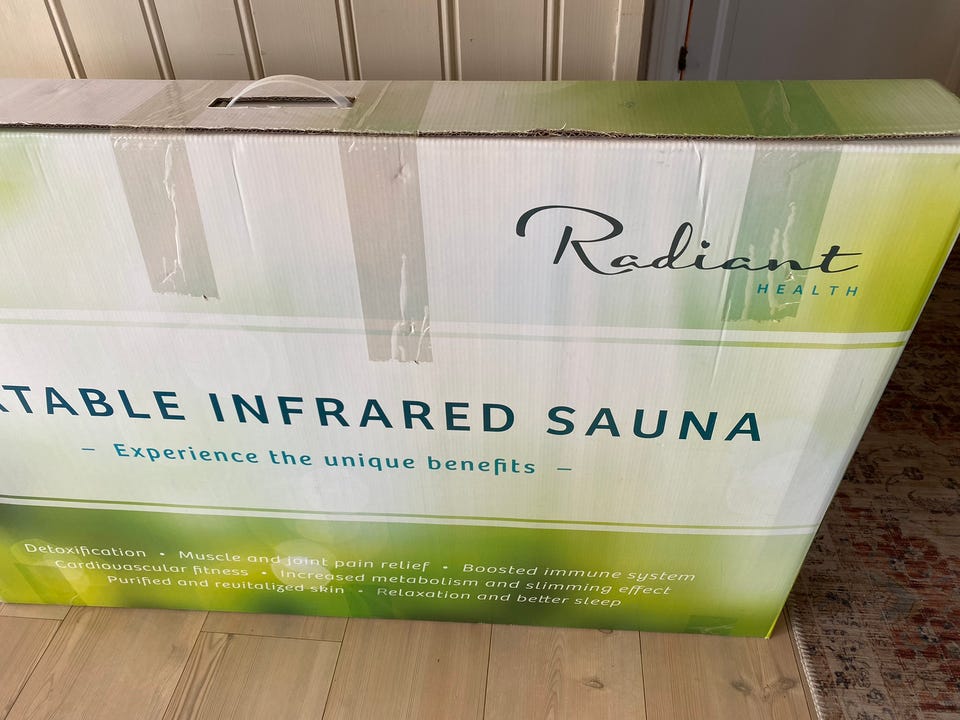 Radiant
HEALTH
TABLE INFRARED SAUNA
– Experience the unique benefits –
Detoxification • Muscle and joint pain relief • Boosted immune system
Cardiovascular fitness • Increased metabolism and slimming effect
Purified and revitalized skin • Relaxation and better sleep